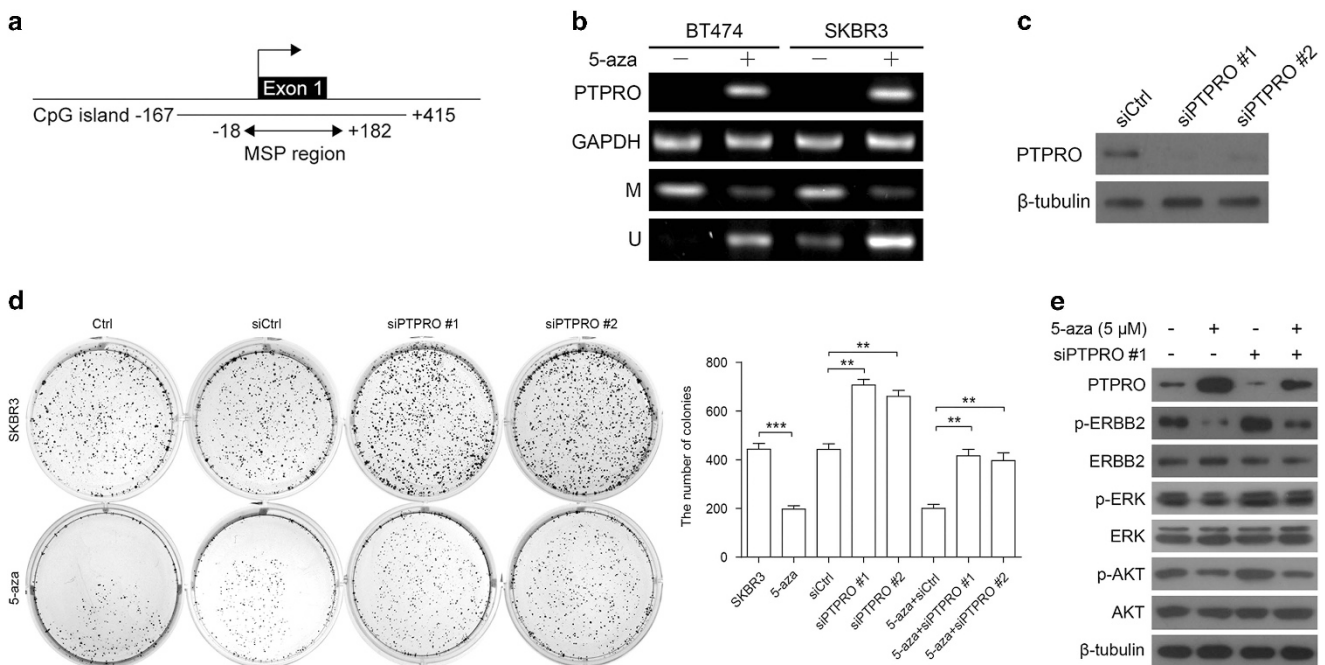 a
Exon 1
CpG island -167
+415
-18
+182
MSP region
b
BT474 SKBR3
5-aza − + − +
PTPRO
GAPDH
M
U
c
siCtrl siPTPRO #1 siPTPRO #2
PTPRO
β-tubulin
d
Ctrl siCtrl siPTPRO #1 siPTPRO #2
SKBR3
5-aza
The number of colonies
800
600
400
200
0
*** ** ** ** **
SKBR3 5-aza siCtrl siPTPRO #1 siPTPRO #2 5-aza+siCtrl 5-aza+siPTPRO #1 5-aza+siPTPRO #2
e
5-aza (5 μM) - + - +
siPTPRO #1 - - + +
PTPRO
p-ERBB2
ERBB2
p-ERK
ERK
p-AKT
AKT
β-tubulin